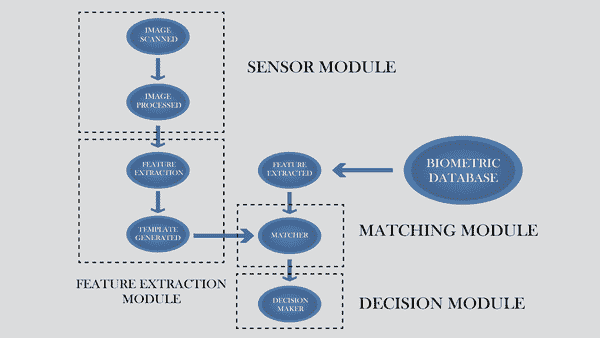 IMAGE
SCANNED
SENSOR MODULE
IMAGE
PROCESSED
FEATURE
EXTRACTION
FEATURE
EXTRACTED
BIOMETRIC
DATABASE
TEMPLATE
GENERATED
MATCHER
MATCHING MODULE
FEATURE EXTRACTION
MODULE
DECISION
MAKER
DECISION MODULE